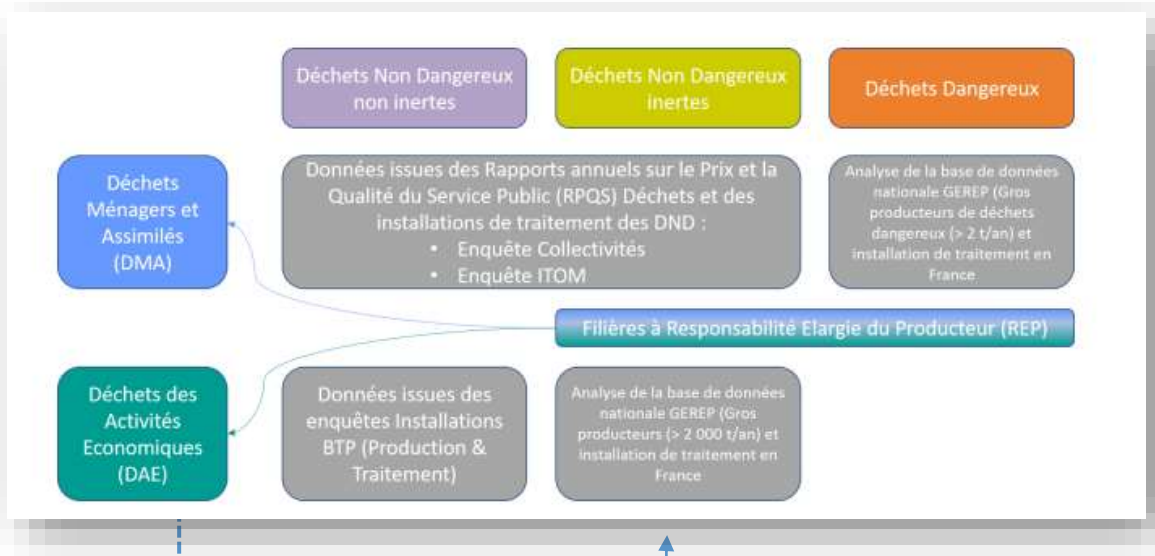 Déchets Non Dangereux
non inertes
Déchets Non Dangereux
inertes
Déchets Dangereux
Déchets
Ménagers et
Assimilés
(DMA)
Données issues des Rapports annuels sur le Prix et la
Qualité du Service Public (RPQS) Déchets et des
installations de traitement des DND :
• Enquête Collectivités
• Enquête ITOM
Analyse de la base de données
nationale GEREP (Gros
producteurs de déchets
dangereux (> 2 t/an) et
installation de traitement en
France
Filières à Responsabilité Elargie du Producteur (REP)
Déchets des
Activités
Economiques
(DAE)
Données issues des
enquêtes Installations
BTP (Production &
Traitement)
Analyse de la base de données
nationale GEREP (Gros
producteurs (> 2 000 t/an) et
installation de traitement en
France